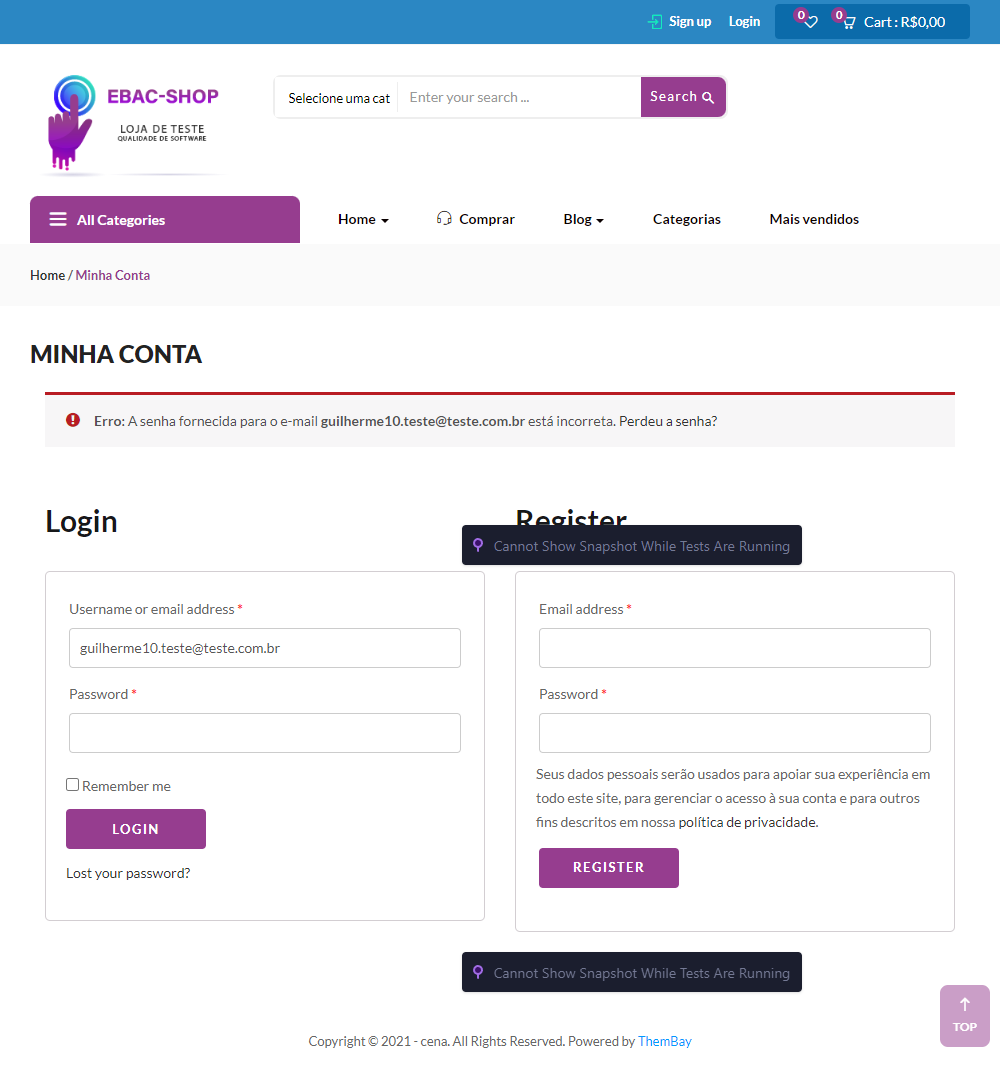 Sign up Login 0 0 Cart : R$0,00
EBAC-SHOP
LOJA DE TESTE
QUALIDADE DE SOFTWARE
Selecione uma cat Enter your search ... Search
All Categories Home Comprar Blog Categorias Mais vendidos
Home / Minha Conta
MINHA CONTA
Erro: A senha fornecida para o e-mail guilherme10.teste@teste.com.br está incorreta. Perdeu a senha?
Login
Register
Cannot Show Snapshot While Tests Are Running
Username or email address *
guilherme10.teste@teste.com.br
Password *
Remember me
LOGIN
Lost your password?
Email address *
Password *
Seus dados pessoais serão usados para apoiar sua experiência em
todo este site, para gerenciar o acesso à sua conta e para outros
fins descritos em nossa política de privacidade.
REGISTER
Cannot Show Snapshot While Tests Are Running
TOP
Copyright © 2021 - cena. All Rights Reserved. Powered by ThemBay